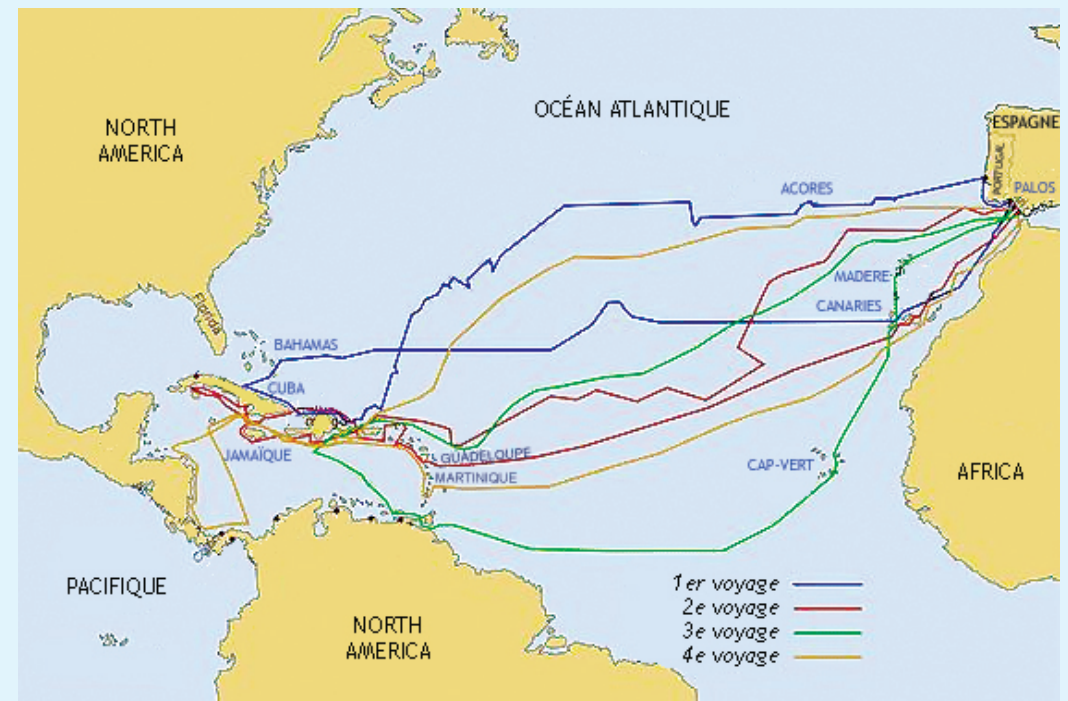 OCÉAN ATLANTIQUE
NORTH
AMERICA
ESPAGNE
PORTUGAL
ACORES
PALOS
MADERE
CANARIES
Florida
BAHAMAS
CUBA
JAMAÏQUE
GUADELOUPE
MARTINIQUE
CAP-VERT
AFRICA
PACIFIQUE
NORTH
AMERICA
1er voyage
2e voyage
3e voyage
4e voyage